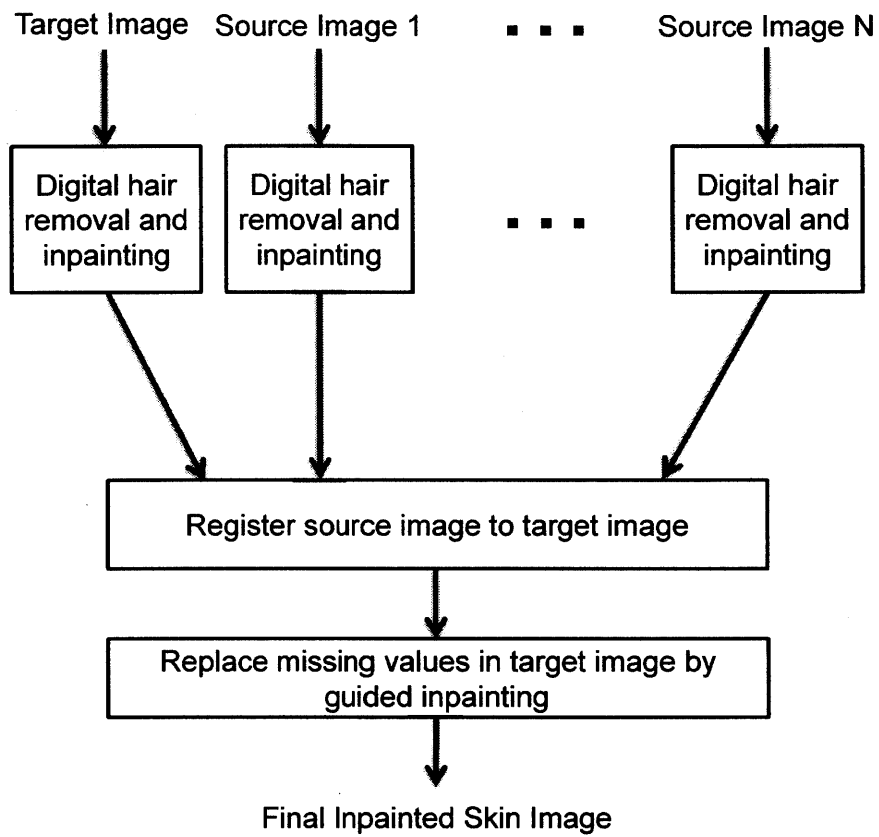 Target Image
Source Image 1
. . .
Source Image N
Digital hair
removal and
inpainting
Digital hair
removal and
inpainting
. . .
Digital hair
removal and
inpainting
Register source image to target image
Replace missing values in target image by
guided inpainting
Final Inpainted Skin Image